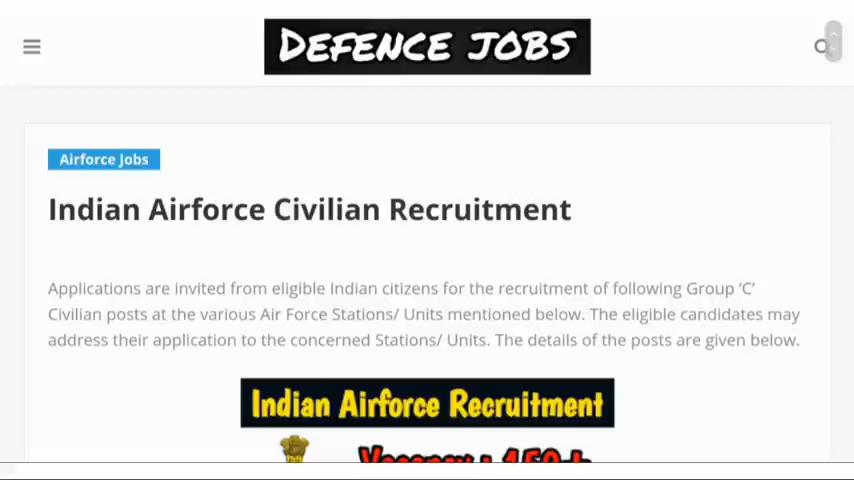 DEFENCE JOBS
Airforce Jobs
Indian Airforce Civilian Recruitment
Applications are invited from eligible Indian citizens for the recruitment of following Group ‘C’
Civilian posts at the various Air Force Stations/ Units mentioned below. The eligible candidates may
address their application to the concerned Stations/ Units. The details of the posts are given below.
Indian Airforce Recruitment
Vacancy : 150+